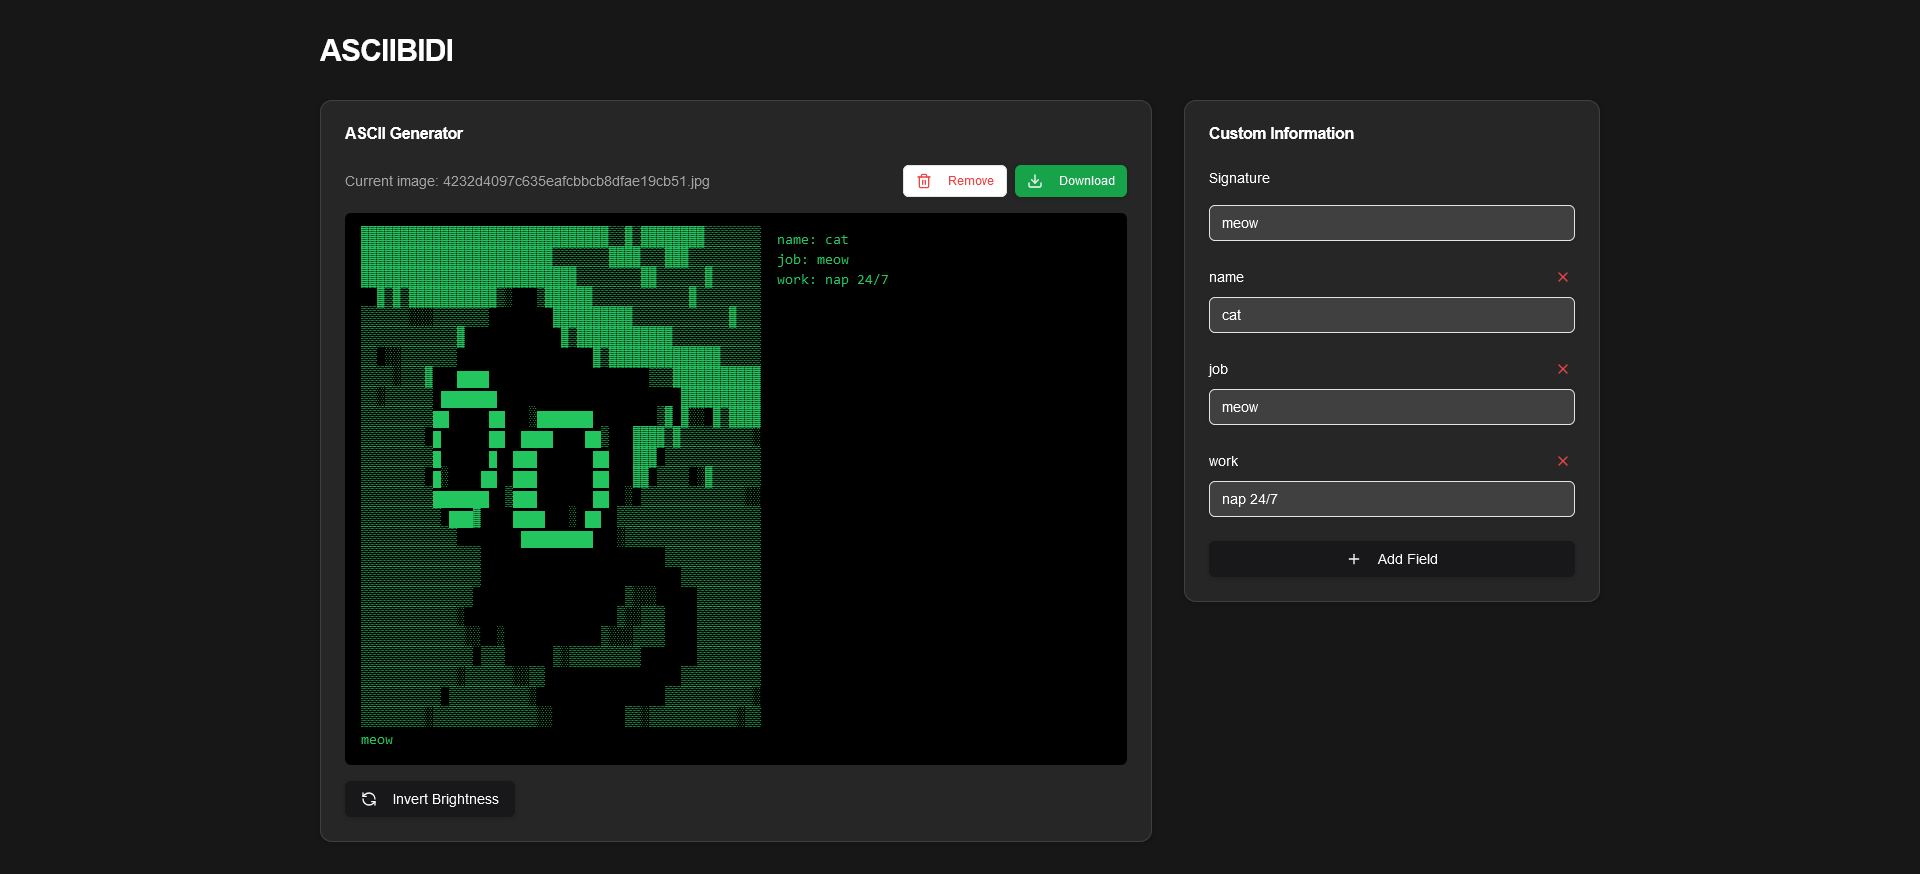 ASCIIBIDI
ASCII Generator
Current image: 4232d4097c635eafcbbcb8dfae19cb51.jpg
Remove
Download
name: cat
job: meow
work: nap 24/7
meow
Invert Brightness
Custom Information
Signature
meow
name
cat
job
meow
work
nap 24/7
Add Field